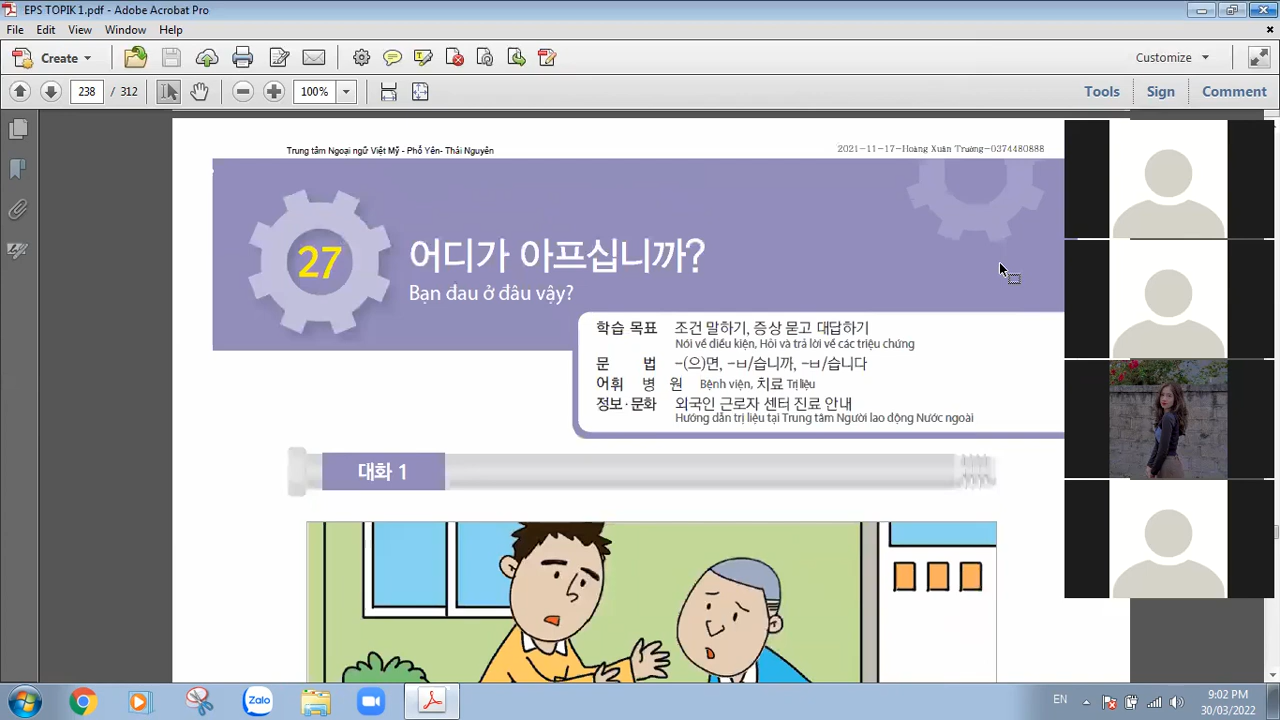 EPS TOPIK 1.pdf - Adobe Acrobat Pro
File Edit View Window Help
Create
Customize
238 / 312
100%
Tools Sign Comment
Trung tâm Ngoại ngữ Việt Mỹ - Phổ Yên- Thái Nguyên
2021-11-17-Hoàng Xuân Trường-0374480888
27
어디가 아프십니까?
Bạn đau ở đâu vậy?
학습 목표 조건 말하기, 증상 묻고 대답하기
Nói về điều kiện, Hỏi và trả lời về các triệu chứng
문 법 -(으)면, -ㅂ/습니까, -ㅂ/습니다
어휘 병 원 Bệnh viện, 치료 Trị liệu
정보·문화 외국인 근로자 센터 진료 안내
Hướng dẫn trị liệu tại Trung tâm Người lao động Nước ngoài
대화 1
Zalo
EN
9:02 PM
30/03/2022